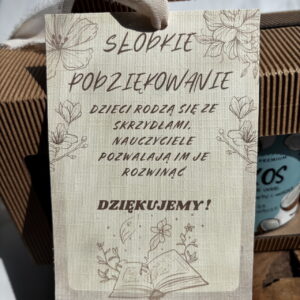 SŁODKIE
PODZIĘKOWANIE
DZIECI RODZĄ SIĘ ZE
SKRZYDŁAMI,
NAUCZYCIELE
POZWALAJĄ IM JE
ROZWINĄĆ
DZIĘKUJEMY!